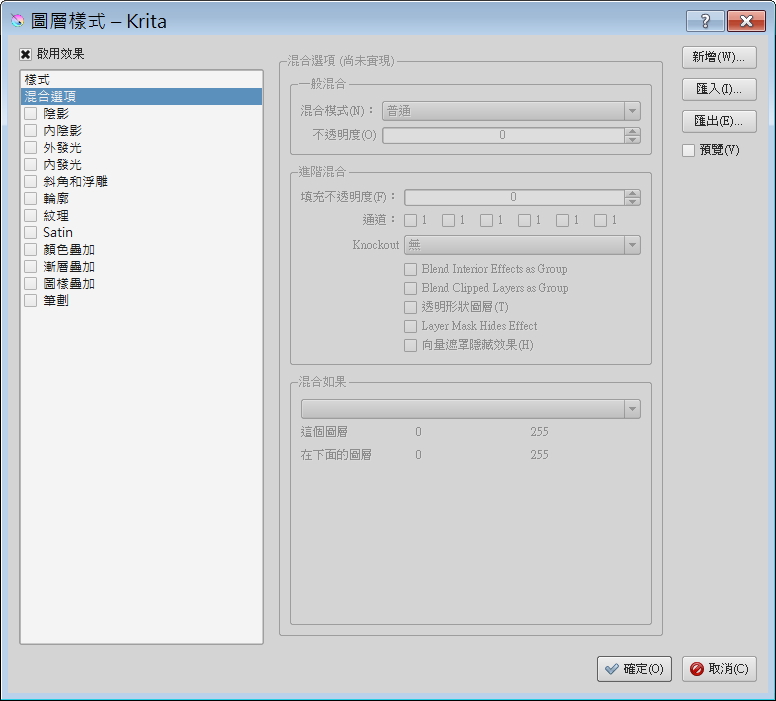 圖層樣式 – Krita
啟用效果
樣式
混合選項
陰影
內陰影
外發光
內發光
斜角和浮雕
輪廓
紋理
Satin
顏色疊加
漸層疊加
圖樣疊加
筆劃
混合選項 (尚未實現)
一般混合
混合模式(N)： 普通
不透明度(O) 0
進階混合
填充不透明度(F)： 0
通道： 1 1 1 1 1 1
Knockout 無
Blend Interior Effects as Group
Blend Clipped Layers as Group
透明形狀圖層(T)
Layer Mask Hides Effect
向量遮罩隱藏效果(H)
混合如果
這個圖層 0 255
在下面的圖層 0 255
新增(W)...
匯入(I)...
匯出(E)...
預覽(V)
確定(O)
取消(C)